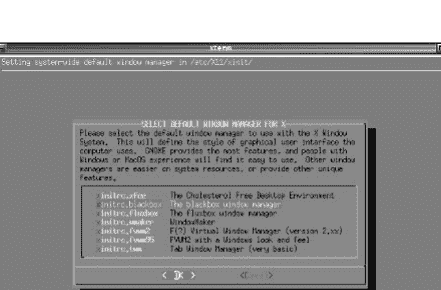 xterm
Setting system-wide default window manager in /etc/X11/xinit/
SELECT DEFAULT WINDOW MANAGER FOR X
Please select the default window manager to use with the X Window
System. This will define the style of graphical user interface the
computer uses. GNOME provides the most features, and people with
Windows or MacOS experience will find it easy to use. Other window
managers are easier on system resources, or provide other unique
features.
xinitrc.xfce The Cholesterol Free Desktop Environment
xinitrc.blackbox The blackbox window manager
xinitrc.fluxbox The fluxbox window manager
xinitrc.wmaker WindowMaker
xinitrc.fvwm2 F(?) Virtual Window Manager (version 2.xx)
xinitrc.fvwm95 FVWM2 with a Windows look and feel
xinitrc.twm Tab Window Manager (very basic)
< OK > <Cancel>